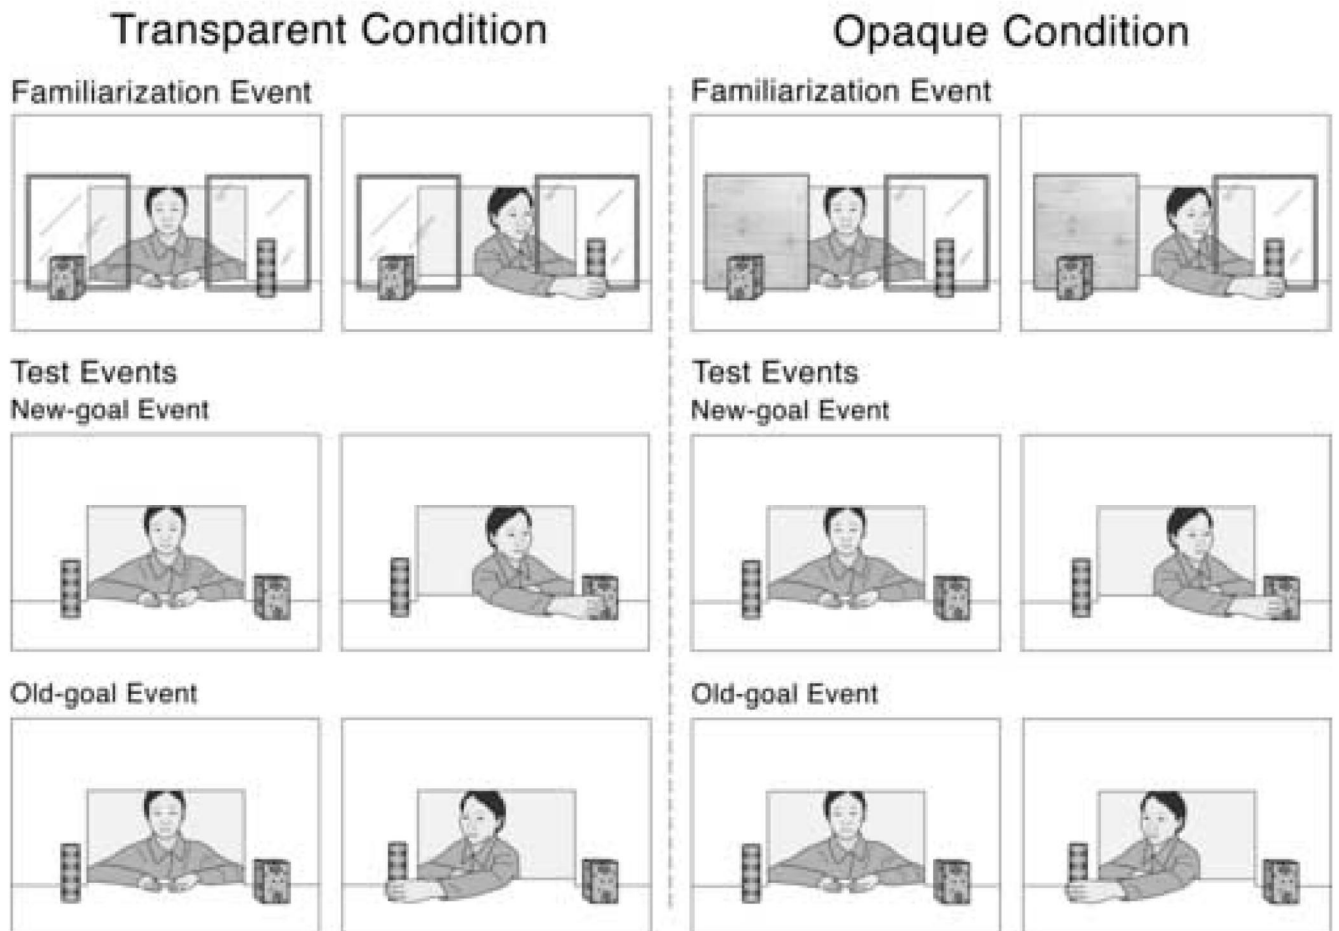 Transparent Condition
Opaque Condition
Familiarization Event
Familiarization Event
Test Events
New-goal Event
Test Events
New-goal Event
Old-goal Event
Old-goal Event